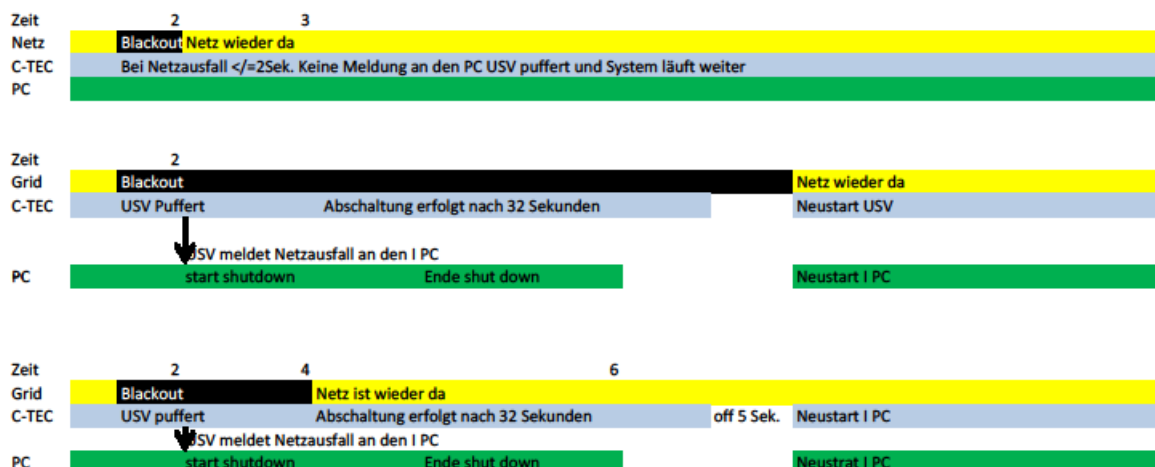 Zeit 2 3
Netz Blackout Netz wieder da
C-TEC Bei Netzausfall </=2Sek. Keine Meldung an den PC USV puffert und System läuft weiter
PC
Zeit 2
Grid Blackout Netz wieder da
C-TEC USV Puffert Abschaltung erfolgt nach 32 Sekunden Neustart USV
USV meldet Netzausfall an den I PC
PC start shutdown Ende shut down Neustart I PC
Zeit 2 4 6
Grid Blackout Netz ist wieder da
C-TEC USV puffert Abschaltung erfolgt nach 32 Sekunden off 5 Sek. Neustart I PC
USV meldet Netzausfall an den I PC
PC start shutdown Ende shut down Neustrat I PC